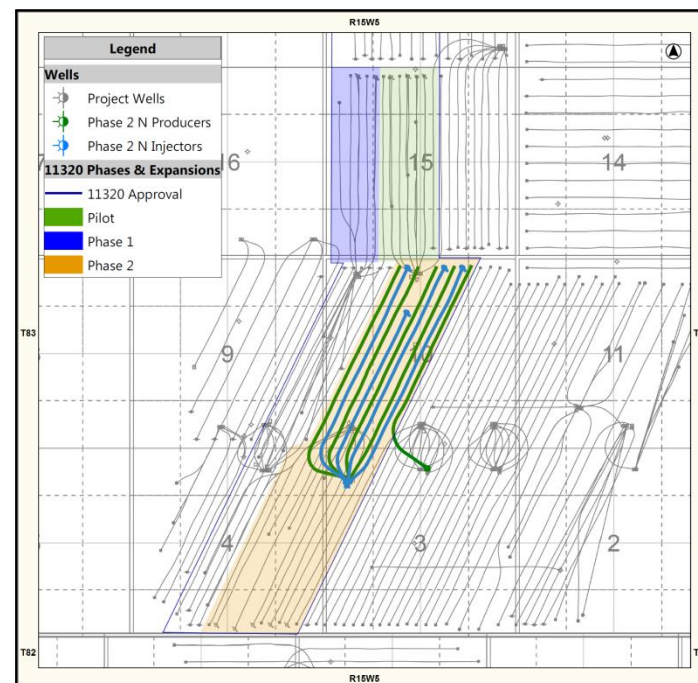 R15W5
Legend
Wells
Project Wells
Phase 2 N Producers
Phase 2 N Injectors
11320 Phases & Expansions
11320 Approval
Pilot
Phase 1
Phase 2
16
15
14
T83
9
10
11
4
3
2
T82
R15W5